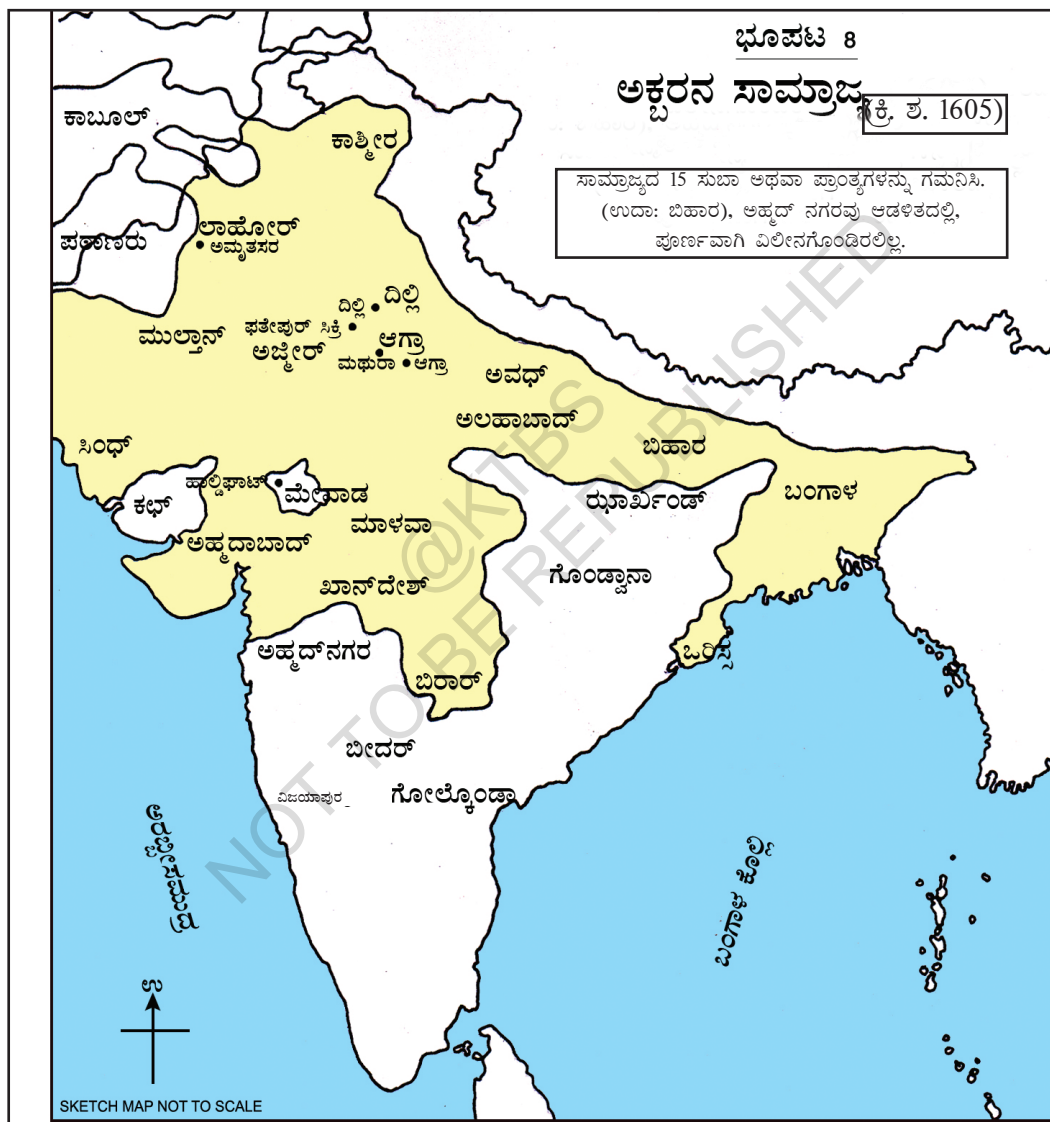 ಭೂಪಟ 8
ಅಕ್ಬರನ ಸಾಮ್ರಾಜ್ಯ (ಕ್ರಿ. ಶ. 1605)
ಸಾಮ್ರಾಜ್ಯದ 15 ಸುಬಾ ಅಥವಾ ಪ್ರಾಂತ್ಯಗಳನ್ನು ಗಮನಿಸಿ.
(ಉದಾ: ಬಿಹಾರ), ಅಹ್ಮದ್ ನಗರವು ಆಡಳಿತದಲ್ಲಿ,
ಪೂರ್ಣವಾಗಿ ವಿಲೀನಗೊಂಡಿರಲಿಲ್ಲ.
ಕಾಬೂಲ್
ಕಾಶ್ಮೀರ
ಲಾಹೋರ್
ಪಠಾಣರು
ಅಮೃತಸರ
ದಿಲ್ಲಿ
ದಿಲ್ಲಿ
ಮುಲ್ತಾನ್
ಫತೇಪುರ್ ಸಿಕ್ರಿ
ಅಜ್ಮೇರ್
ಆಗ್ರಾ
ಮಥುರಾ
ಆಗ್ರಾ
ಅವಧ್
ಅಲಹಾಬಾದ್
ಬಿಹಾರ
ಸಿಂಧ್
ಹಾಲ್ಡಿಘಾಟ್
ಮೇವಾಡ
ಝಾರ್ಖಿಂಡ್
ಬಂಗಾಳ
ಕಛ್
ಮಾಳವಾ
ಅಹ್ಮದಾಬಾದ್
ಖಾನ್‌ದೇಶ್
ಗೊಂಡ್ವಾನಾ
ಅಹ್ಮದ್‌ನಗರ
ಒರಿಸ್ಸಾ
ಬಿರಾರ್
ಬೀದರ್
ವಿಜಯಾಪುರ
ಗೋಲ್ಕೊಂಡಾ
ಅರಬ್ಬೀಸಮುದ್ರ
ಬಂಗಾಳ ಕೊಲ್ಲಿ
ಉ
SKETCH MAP NOT TO SCALE
@KTBS
NOT TO BE REPUBLISHED